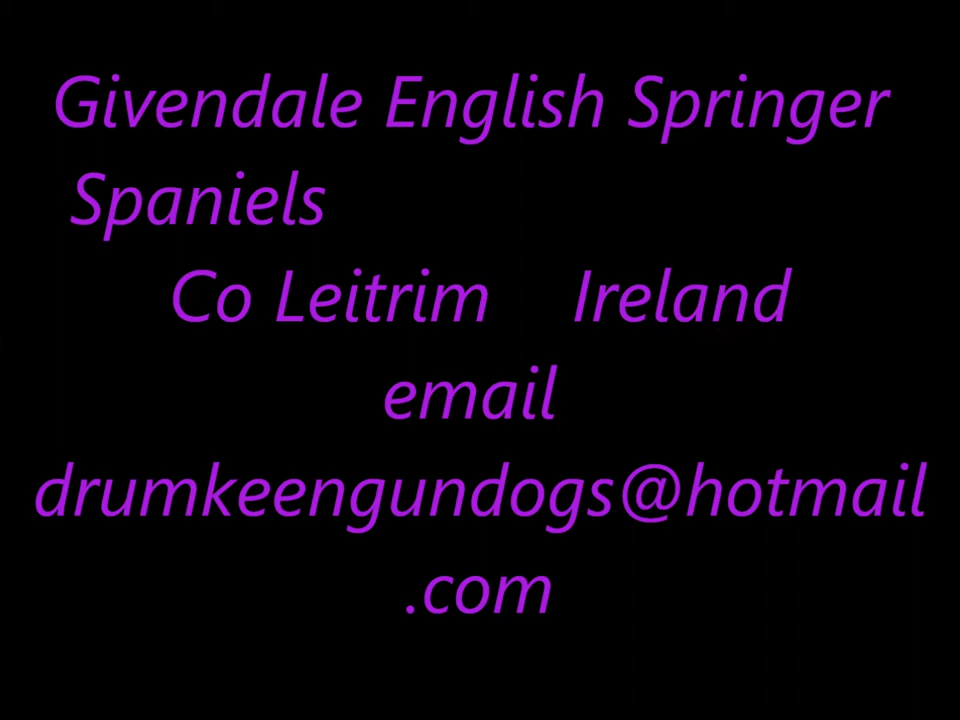 Givendale English Springer
Spaniels
Co Leitrim Ireland
email
drumkeengundogs@hotmail
.com